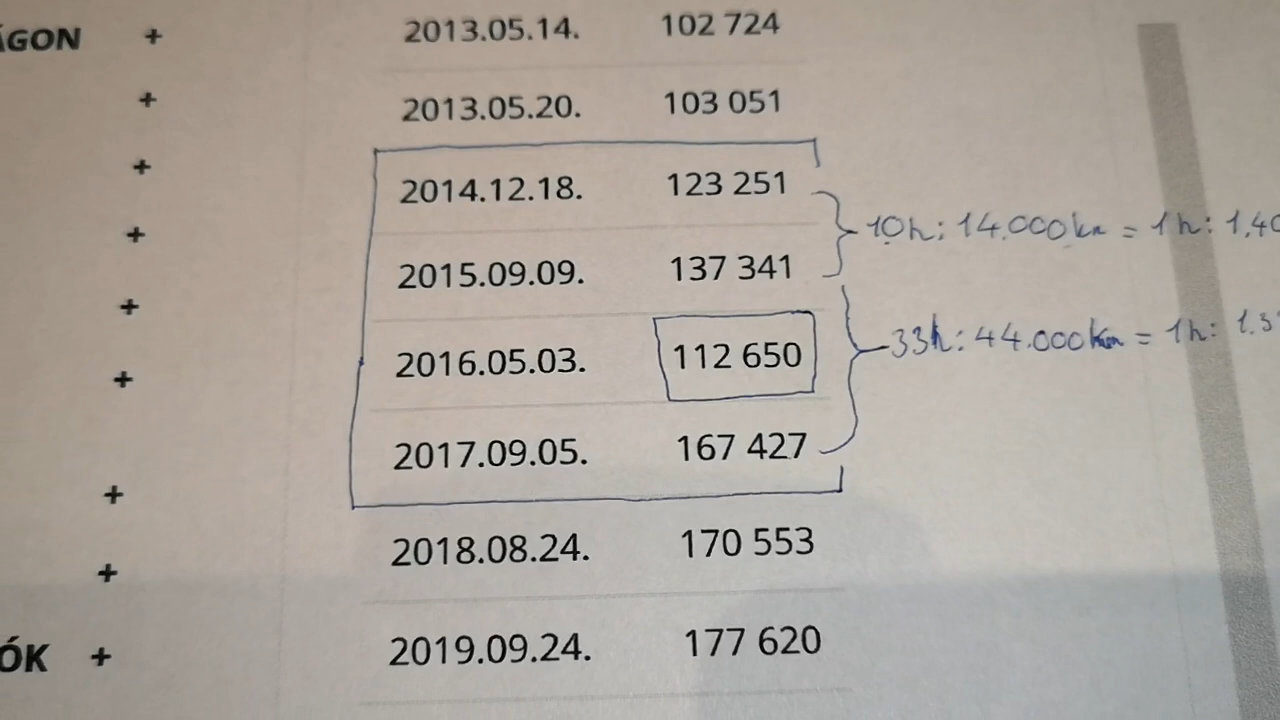 ÁGON + 2013.05.14. 102 724
+ 2013.05.20. 103 051
+ 2014.12.18. 123 251
10h: 14.000km = 1h: 1.40
+ 2015.09.09. 137 341
33h: 44.000km = 1h: 1.3
+ 2016.05.03. 112 650
+ 2017.09.05. 167 427
+ 2018.08.24. 170 553
+
ÓK + 2019.09.24. 177 620